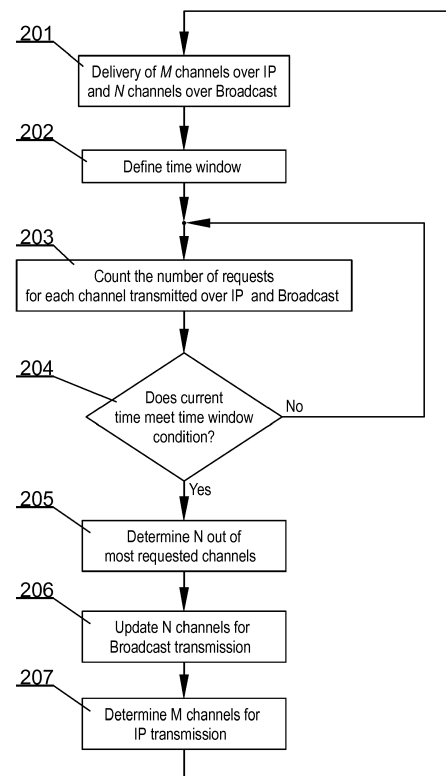 201
Delivery of M channels over IP
and N channels over Broadcast
202
Define time window
203
Count the number of requests
for each channel transmitted over IP and Broadcast
204
Does current
time meet time window
condition?
No
Yes
205
Determine N out of
most requested channels
206
Update N channels for
Broadcast transmission
207
Determine M channels for
IP transmission